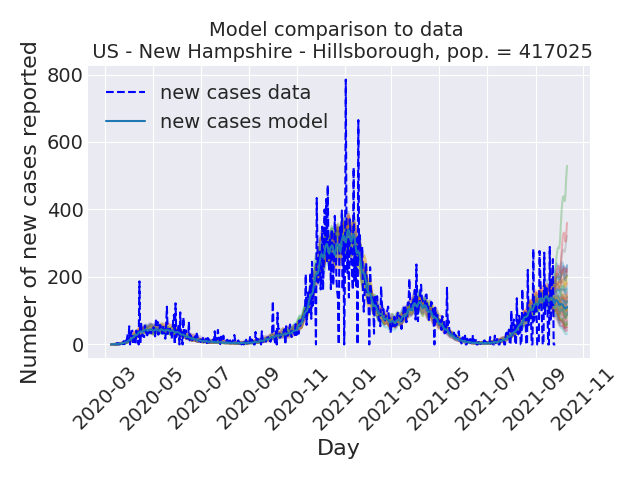 Model comparison to data
US - New Hampshire - Hillsborough, pop. = 417025
Number of new cases reported
800
600
400
200
0
new cases data
new cases model
2020-03
2020-05
2020-07
2020-09
2020-11
2021-01
2021-03
2021-05
2021-07
2021-09
2021-11
Day